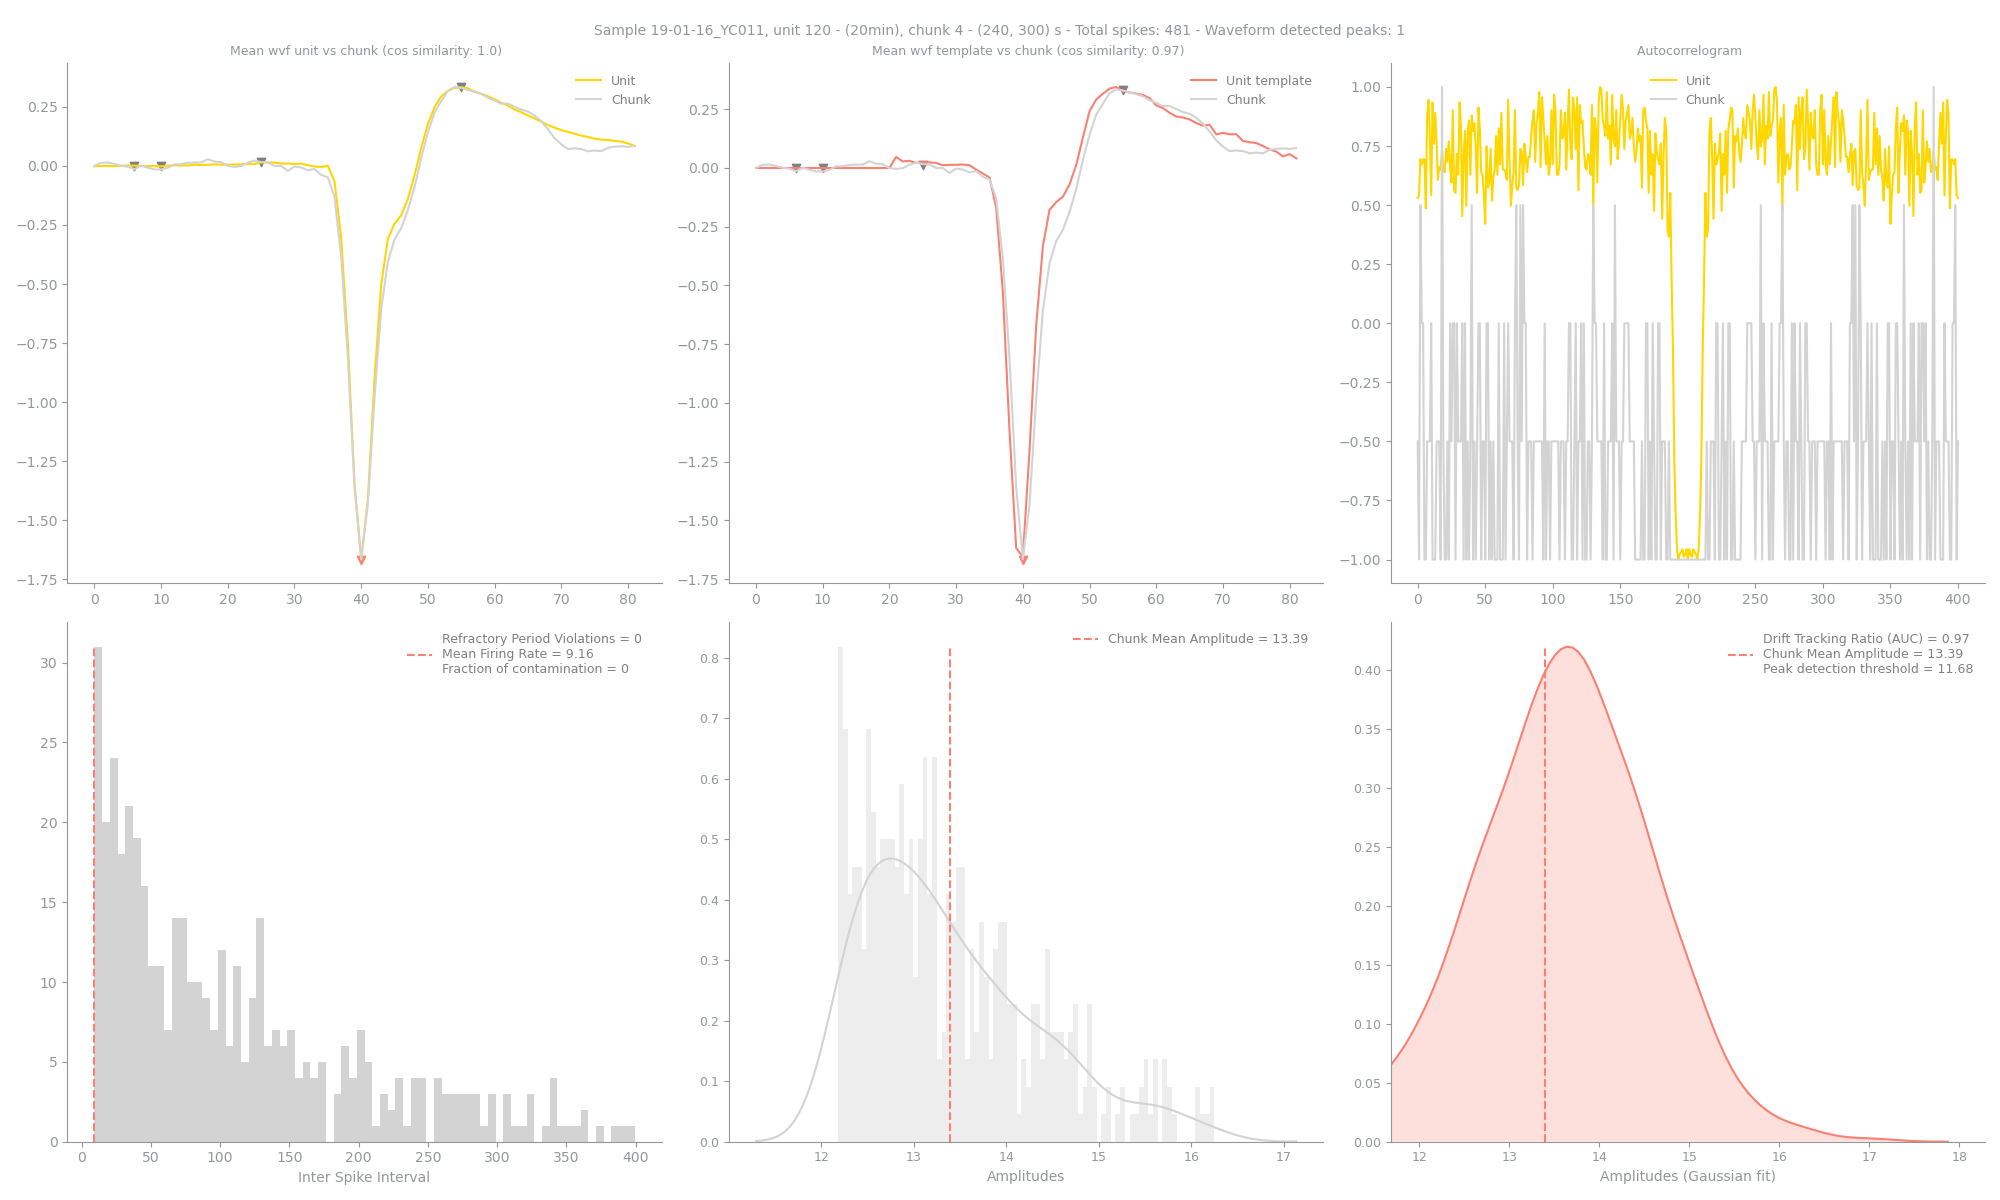 Sample 19-01-16_YC011, unit 120 - (20min), chunk 4 - (240, 300) s - Total spikes: 481 - Waveform detected peaks: 1
Mean wvf unit vs chunk (cos similarity: 1.0)
Unit
Chunk
0.25
0.00
−0.25
−0.50
−0.75
−1.00
−1.25
−1.50
−1.75
0 10 20 30 40 50 60 70 80
Mean wvf template vs chunk (cos similarity: 0.97)
Unit template
Chunk
0.25
0.00
−0.25
−0.50
−0.75
−1.00
−1.25
−1.50
−1.75
0 10 20 30 40 50 60 70 80
Autocorrelogram
Unit
Chunk
1.00
0.75
0.50
0.25
0.00
−0.25
−0.50
−0.75
−1.00
0 50 100 150 200 250 300 350 400
Refractory Period Violations = 0
Mean Firing Rate = 9.16
Fraction of contamination = 0
30
25
20
15
10
5
0
0 50 100 150 200 250 300 350 400
Inter Spike Interval
Chunk Mean Amplitude = 13.39
0.8
0.7
0.6
0.5
0.4
0.3
0.2
0.1
0.0
12 13 14 15 16 17
Amplitudes
Drift Tracking Ratio (AUC) = 0.97
Chunk Mean Amplitude = 13.39
Peak detection threshold = 11.68
0.40
0.35
0.30
0.25
0.20
0.15
0.10
0.05
0.00
12 13 14 15 16 17 18
Amplitudes (Gaussian fit)